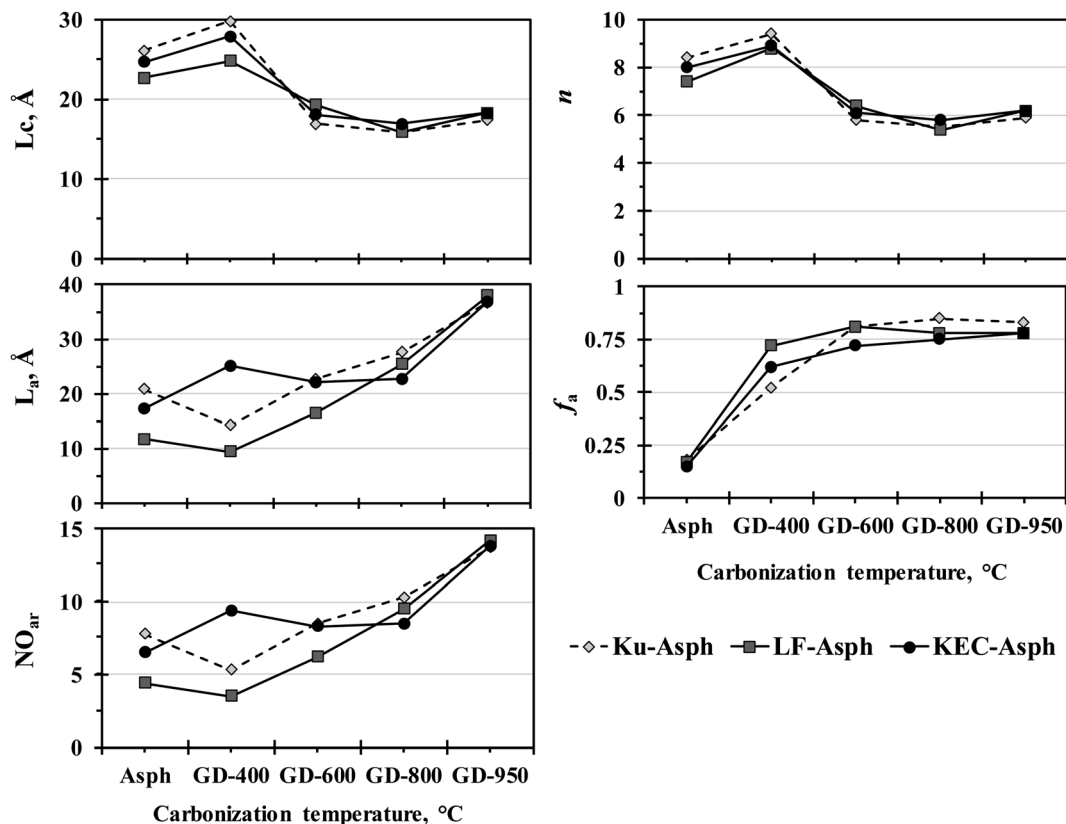 30
20
10
0
Lc, Å
10
8
6
4
2
0
n
40
30
20
10
0
Lₐ, Å
1
0.75
0.5
0.25
0
fₐ
Asph GD-400 GD-600 GD-800 GD-950
Carbonization temperature, °C
15
10
5
0
NOar
Asph GD-400 GD-600 GD-800 GD-950
Carbonization temperature, °C
Ku-Asph LF-Asph KEC-Asph